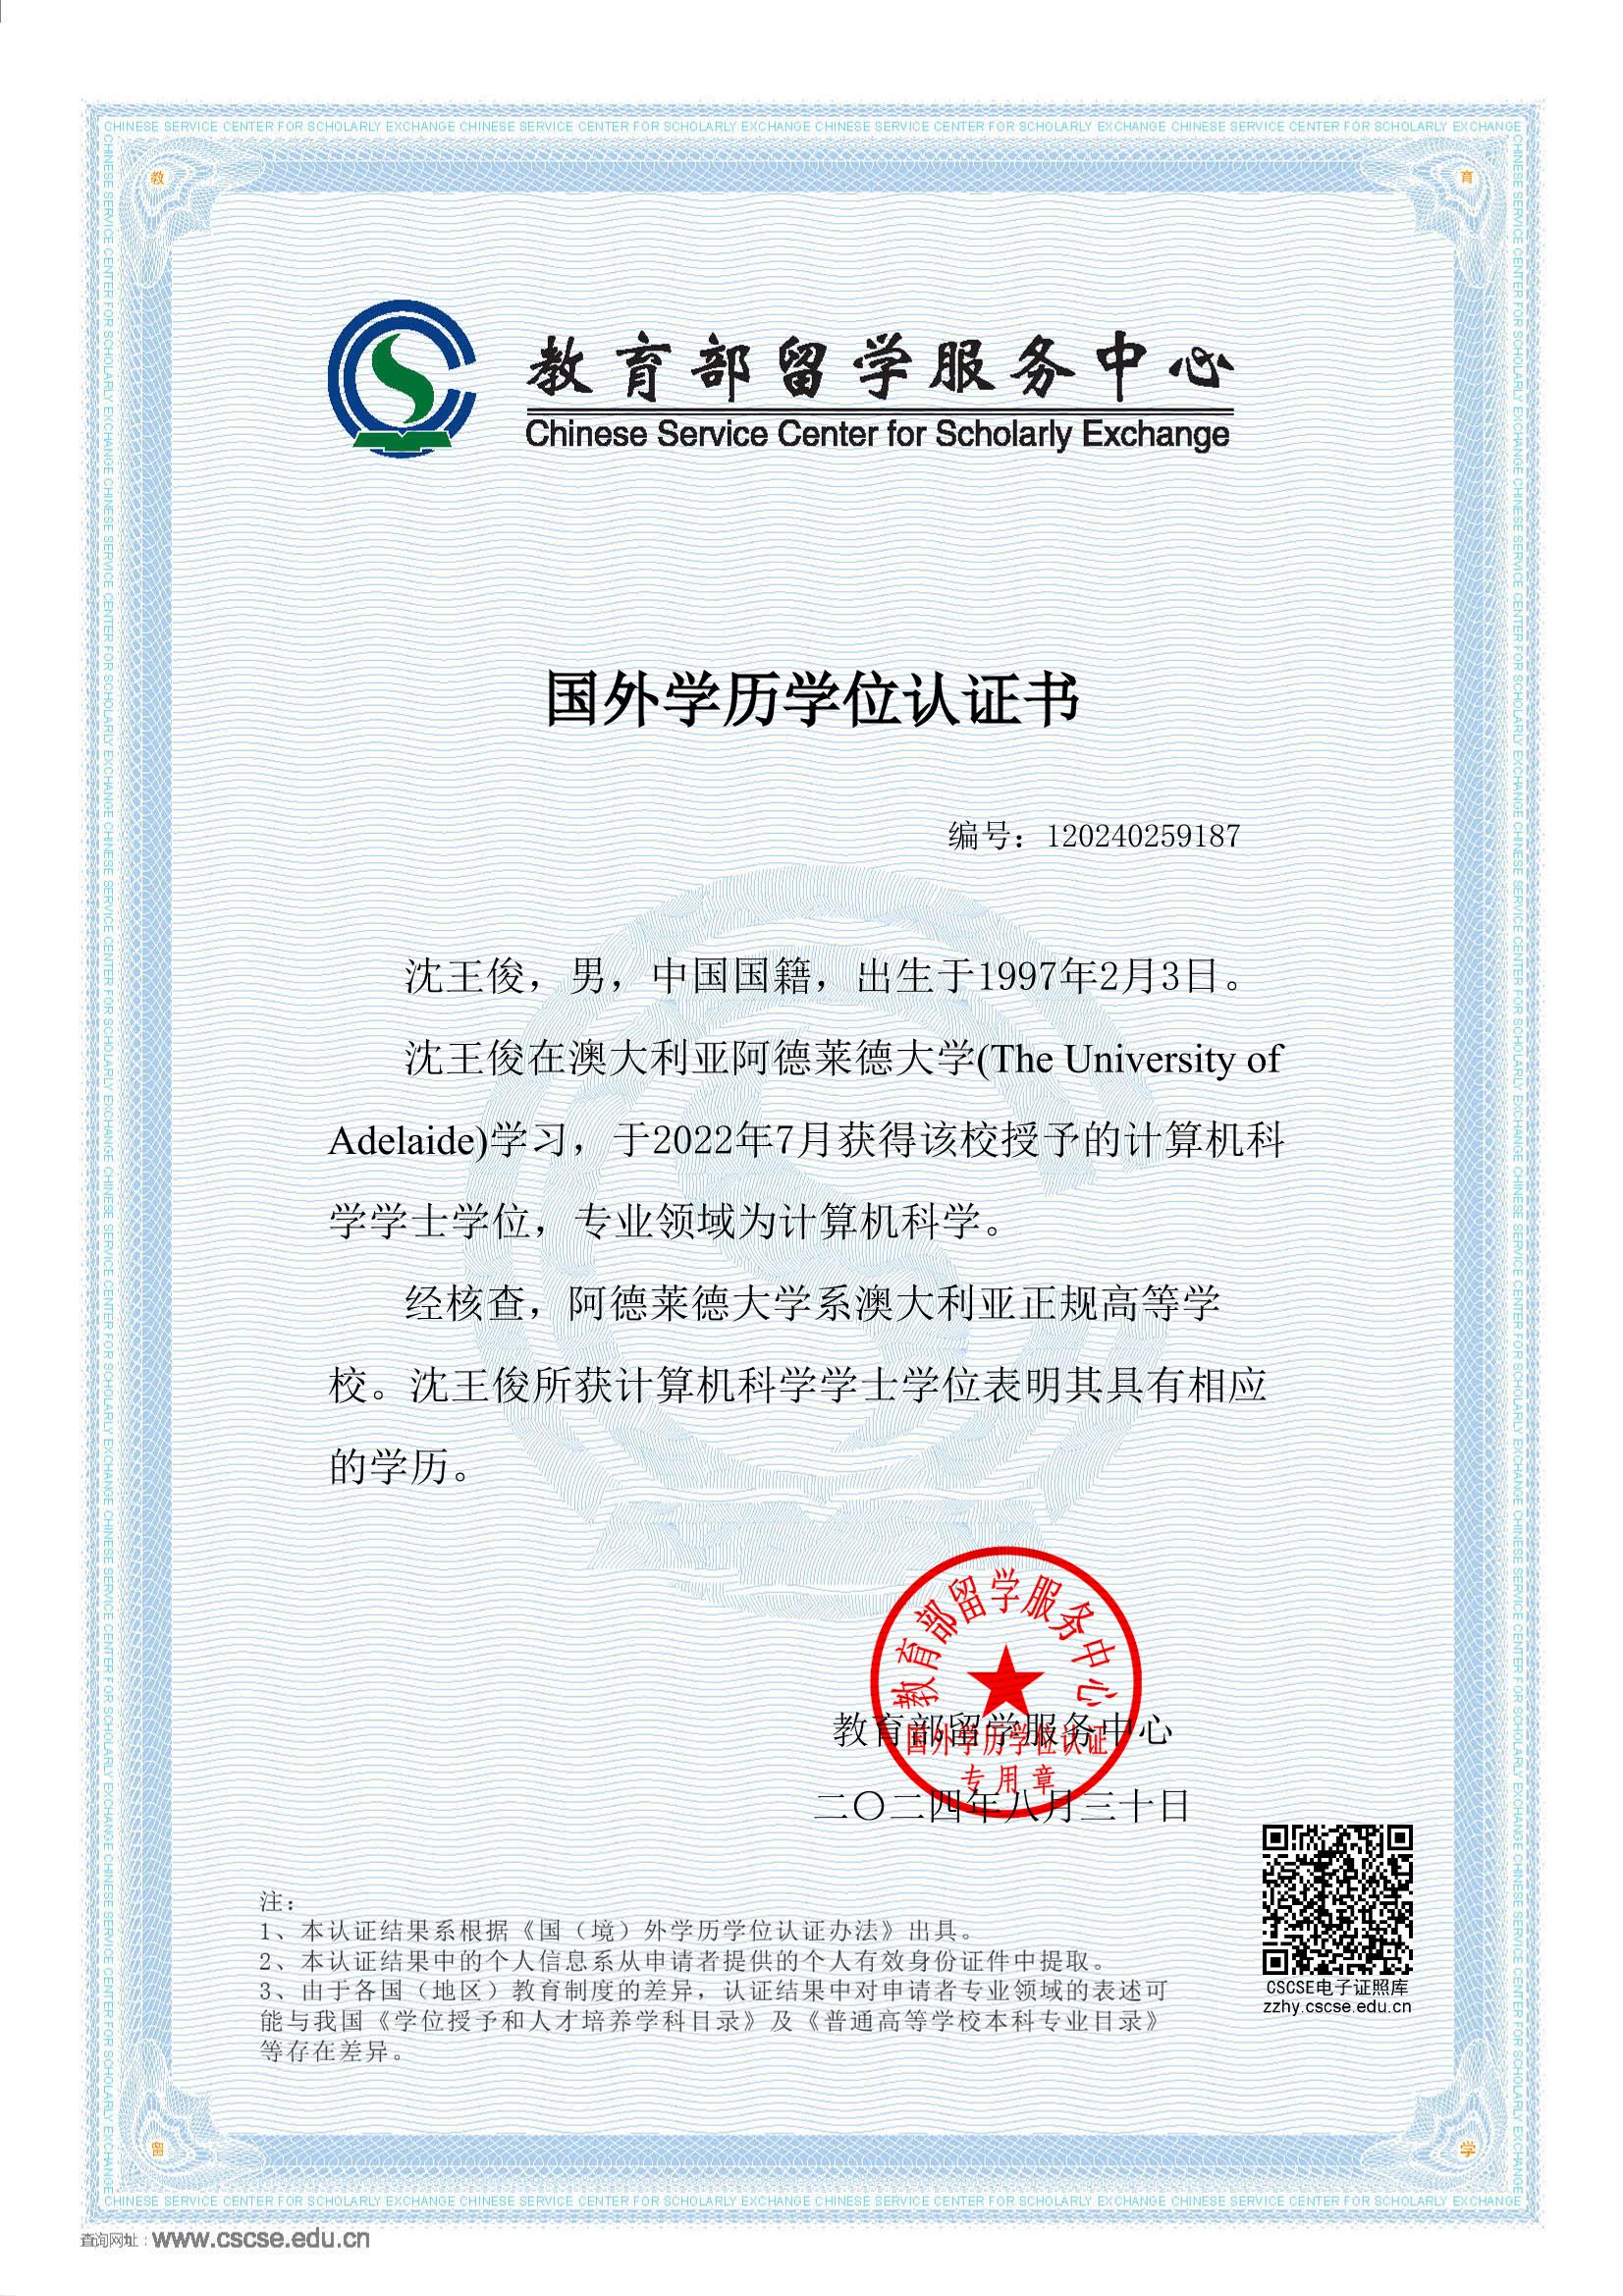 CHINESE SERVICE CENTER FOR SCHOLARLY EXCHANGE CHINESE SERVICE CENTER FOR SCHOLARLY EXCHANGE CHINESE SERVICE CENTER FOR SCHOLARLY EXCHANGE CHINESE SERVICE CENTER FOR SCHOLARLY EXCHANGE
教
育
教育部留学服务中心
Chinese Service Center for Scholarly Exchange
国外学历学位认证书
编号：120240259187
沈王俊，男，中国国籍，出生于1997年2月3日。
沈王俊在澳大利亚阿德莱德大学(The University of
Adelaide)学习，于2022年7月获得该校授予的计算机科
学学士学位，专业领域为计算机科学。
经核查，阿德莱德大学系澳大利亚正规高等学
校。沈王俊所获计算机科学学士学位表明其具有相应
的学历。
教育部留学服务中心
国外学历学位认证
专用章
教育部留学服务中心
二〇二四年八月三十日
CSCSE电子证照库
zzhy.cscse.edu.cn
注：
1、本认证结果系根据《国（境）外学历学位认证办法》出具。
2、本认证结果中的个人信息系从申请者提供的个人有效身份证件中提取。
3、由于各国（地区）教育制度的差异，认证结果中对申请者专业领域的表述可
能与我国《学位授予和人才培养学科目录》及《普通高等学校本科专业目录》
等存在差异。
留
学
CHINESE SERVICE CENTER FOR SCHOLARLY EXCHANGE CHINESE SERVICE CENTER FOR SCHOLARLY EXCHANGE CHINESE SERVICE CENTER FOR SCHOLARLY EXCHANGE CHINESE SERVICE CENTER FOR SCHOLARLY EXCHANGE
查询网址：www.cscse.edu.cn